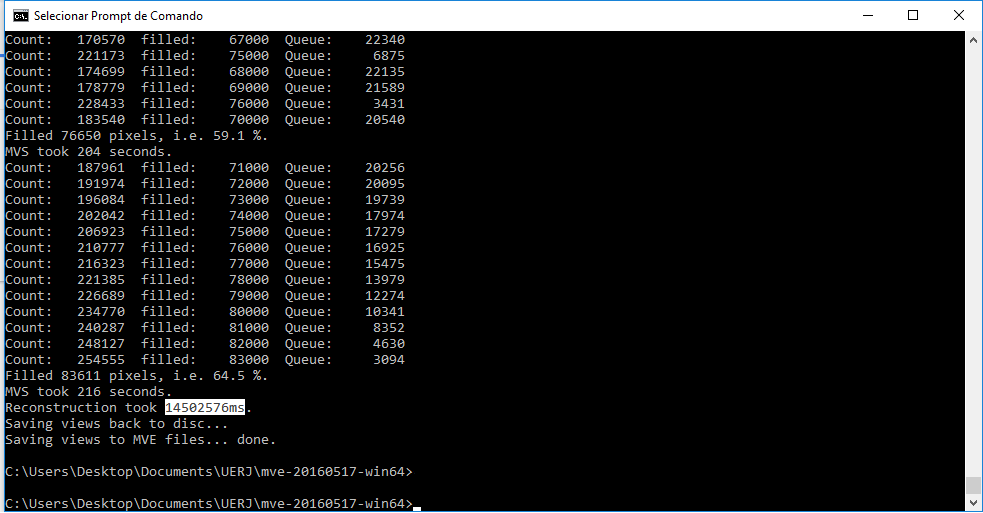 Selecionar Prompt de Comando
Count:   170570  filled:    67000  Queue:    22340
Count:   221173  filled:    75000  Queue:     6875
Count:   174699  filled:    68000  Queue:    22135
Count:   178779  filled:    69000  Queue:    21589
Count:   228433  filled:    76000  Queue:     3431
Count:   183540  filled:    70000  Queue:    20540
Filled 76650 pixels, i.e. 59.1 %.
MVS took 204 seconds.
Count:   187961  filled:    71000  Queue:    20256
Count:   191974  filled:    72000  Queue:    20095
Count:   196084  filled:    73000  Queue:    19739
Count:   202042  filled:    74000  Queue:    17974
Count:   206923  filled:    75000  Queue:    17279
Count:   210777  filled:    76000  Queue:    16925
Count:   216323  filled:    77000  Queue:    15475
Count:   221385  filled:    78000  Queue:    13979
Count:   226689  filled:    79000  Queue:    12274
Count:   234770  filled:    80000  Queue:    10341
Count:   240287  filled:    81000  Queue:     8352
Count:   248127  filled:    82000  Queue:     4630
Count:   254555  filled:    83000  Queue:     3094
Filled 83611 pixels, i.e. 64.5 %.
MVS took 216 seconds.
Reconstruction took 14502576ms.
Saving views back to disc...
Saving views to MVE files... done.
C:\Users\Desktop\Documents\UERJ\mve-20160517-win64>
C:\Users\Desktop\Documents\UERJ\mve-20160517-win64>